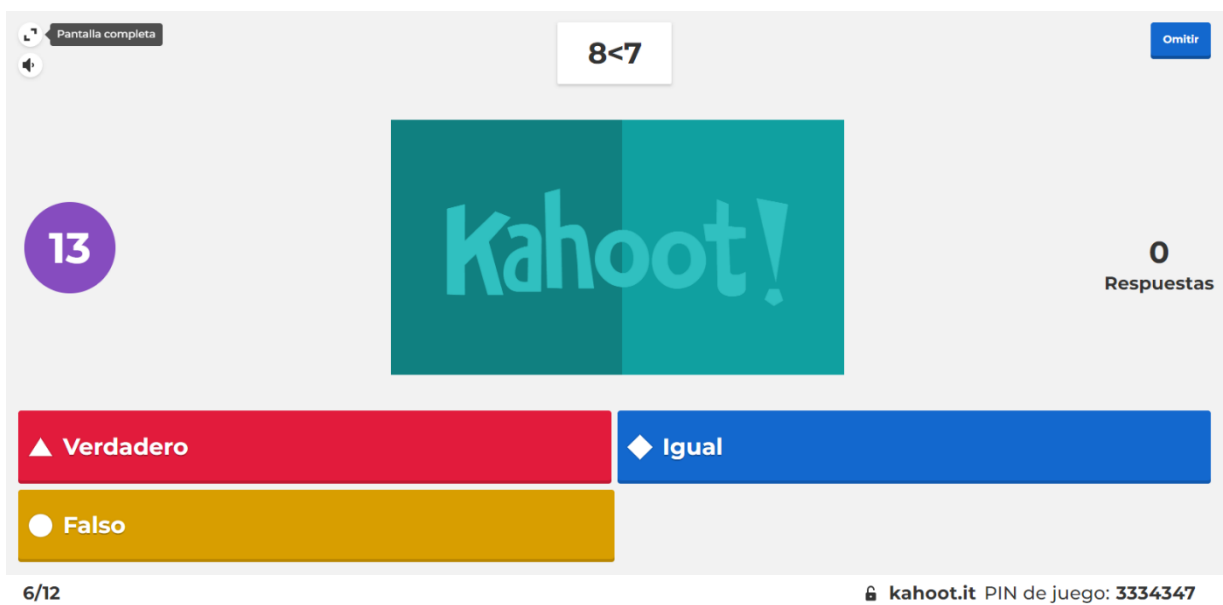 Pantalla completa
8<7
Omitir
Kahoot!
13
0
Respuestas
Verdadero
Igual
Falso
6/12
kahoot.it PIN de juego: 3334347